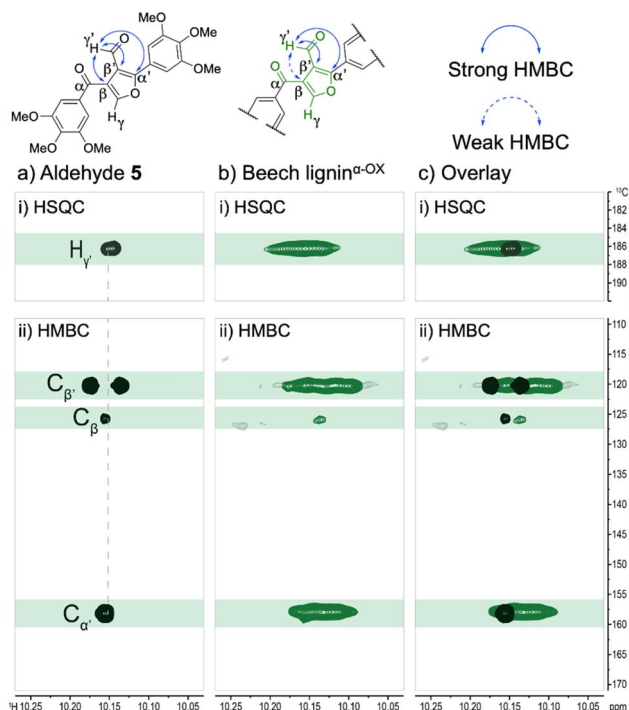 γ'
H
O
MeO
OMe
OMe
β'
α'
α
O
β
O
MeO
MeO
OMe
H
γ
γ'
H
O
β'
α'
α
O
β
O
H
γ
Strong HMBC
Weak HMBC
a) Aldehyde 5
b) Beech lignin^α-OX
c) Overlay
i) HSQC
i) HSQC
i) HSQC
Hγ'
¹³C
182
184
186
188
190
ii) HMBC
ii) HMBC
ii) HMBC
Cβ'
Cβ
Cα'
110
115
120
125
130
135
140
145
150
155
160
165
170
¹H 10.25 10.20 10.15 10.10 10.05
10.25 10.20 10.15 10.10 10.05
10.25 10.20 10.15 10.10 10.05 ppm